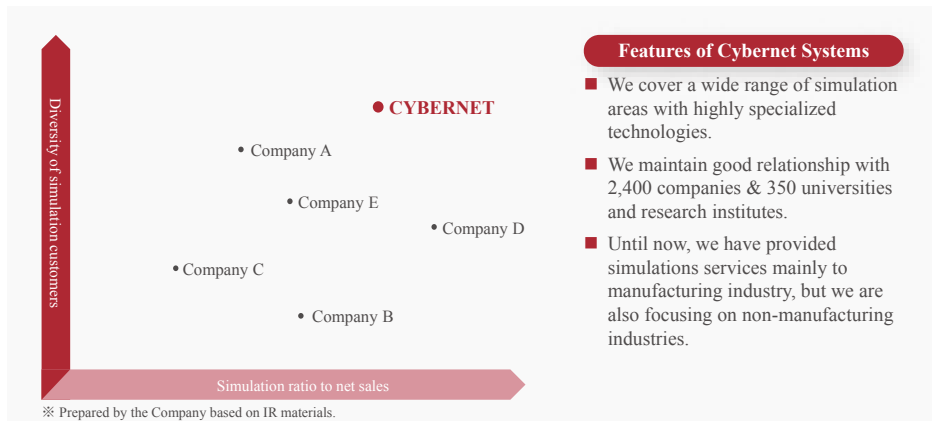 Diversity of simulation customers
CYBERNET
Company A
Company E
Company D
Company C
Company B
Simulation ratio to net sales
※ Prepared by the Company based on IR materials.
Features of Cybernet Systems
We cover a wide range of simulation
areas with highly specialized
technologies.
We maintain good relationship with
2,400 companies & 350 universities
and research institutes.
Until now, we have provided
simulations services mainly to
manufacturing industry, but we are
also focusing on non-manufacturing
industries.